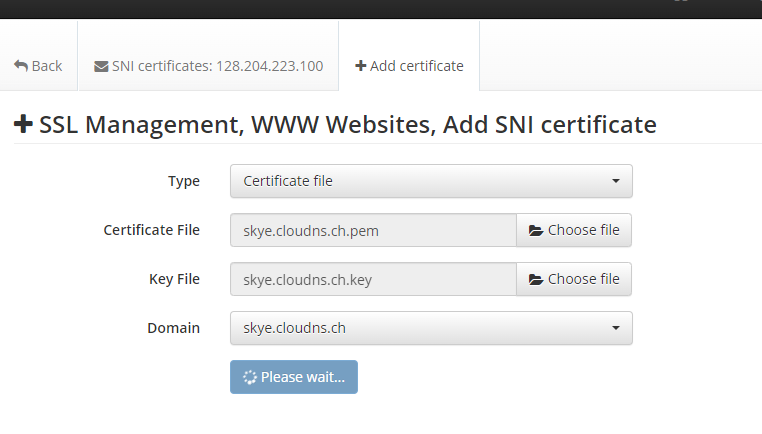 Back
SNI certificates: 128.204.223.100
Add certificate
SSL Management, WWW Websites, Add SNI certificate
Type
Certificate file
Certificate File
skye.cloudns.ch.pem
Choose file
Key File
skye.cloudns.ch.key
Choose file
Domain
skye.cloudns.ch
Please wait...